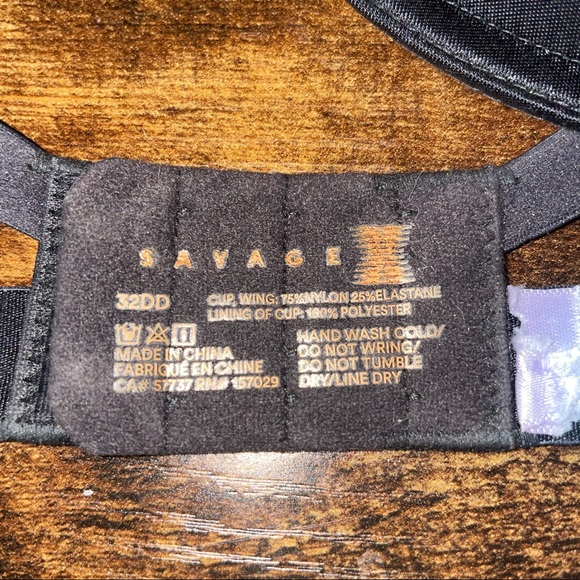 SAVAGE X
32DD
CUP, WING: 75%NYLON 25%ELASTANE
LINING OF CUP: 100% POLYESTER
MADE IN CHINA
FABRIQUÉ EN CHINE
CA# 57737 RN# 157029
HAND WASH COLD/
DO NOT WRING/
DO NOT TUMBLE
DRY/LINE DRY